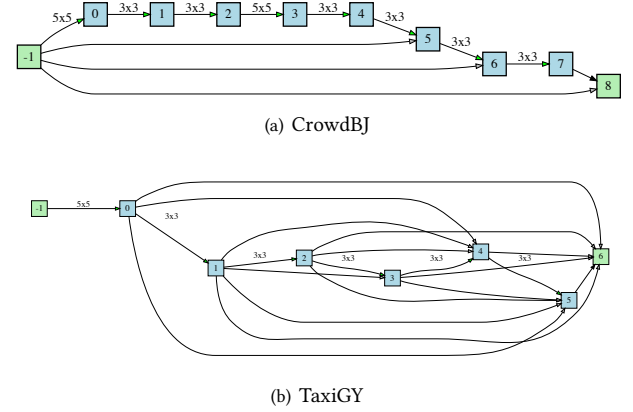 5x5 3x3 3x3 5x5 3x3
0 1 2 3 4
3x3
-1 5 3x3
6 3x3 7
8
(a) CrowdBJ
-1 5x5 0
3x3
3x3 2 3x3 3x3 4 3x3 6
1 3
5
(b) TaxiGY